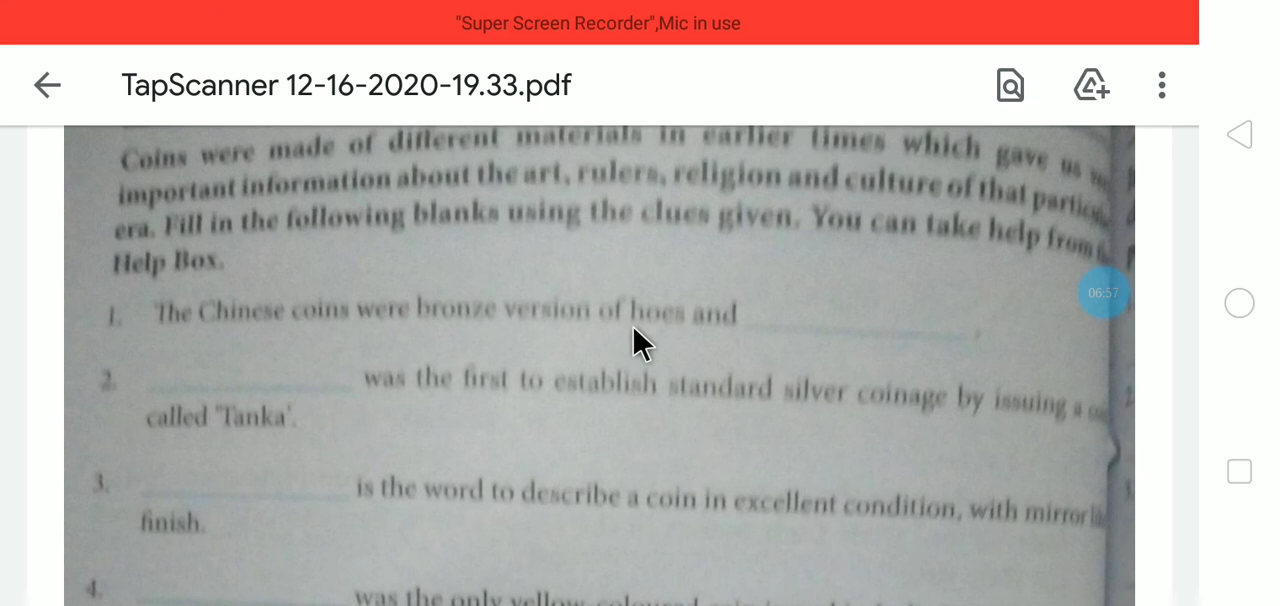 "Super Screen Recorder",Mic in use
TapScanner 12-16-2020-19.33.pdf
Coins were made of different materials in earlier times which gave us
important information about the art, rulers, religion and culture of that
era. Fill in the following blanks using the clues given. You can take help from
Help Box.
06:57
1. The Chinese coins were bronze version of hoes and
2. was the first to establish standard silver coinage by issuing a
called 'Tanka'.
3. is the word to describe a coin in excellent condition, with mirror
finish.
4. was the only yellow coloured coin